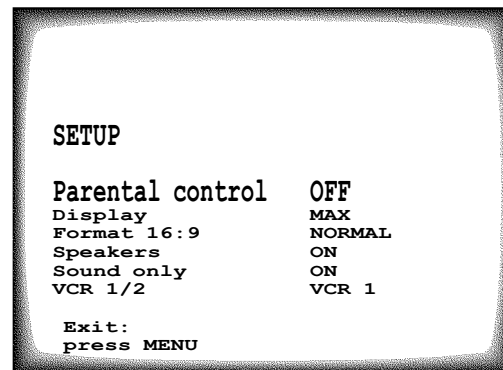 SETUP
Parental control OFF
Display MAX
Format 16:9 NORMAL
Speakers ON
Sound only ON
VCR 1/2 VCR 1
Exit:
press MENU